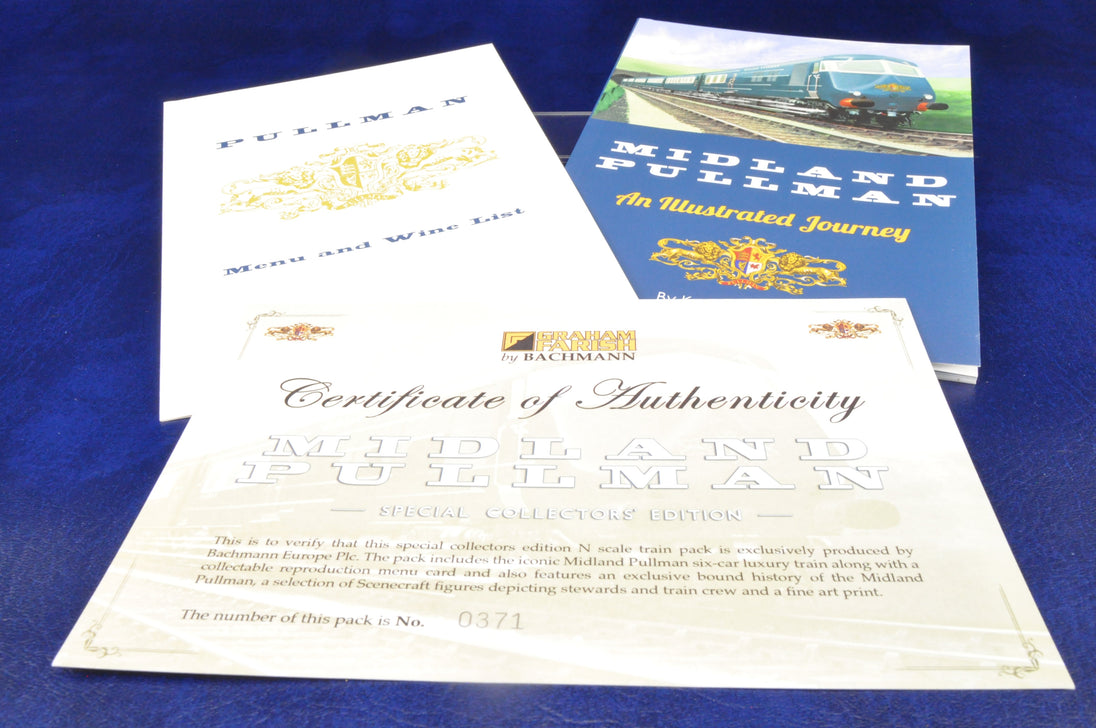 PULLMAN
Menu and Wine List
MIDLAND
PULLMAN
An Illustrated Journey
By
GRAHAM
FARISH
by BACHMANN
Certificate of Authenticity
MIDLAND
PULLMAN
SPECIAL COLLECTORS' EDITION
This is to verify that this special collectors edition N scale train pack is exclusively produced by
Bachmann Europe Plc. The pack includes the iconic Midland Pullman six-car luxury train along with a
collectable reproduction menu card and also features an exclusive bound history of the Midland
Pullman, a selection of Scenecraft figures depicting stewards and train crew and a fine art print.
The number of this pack is No. 0371